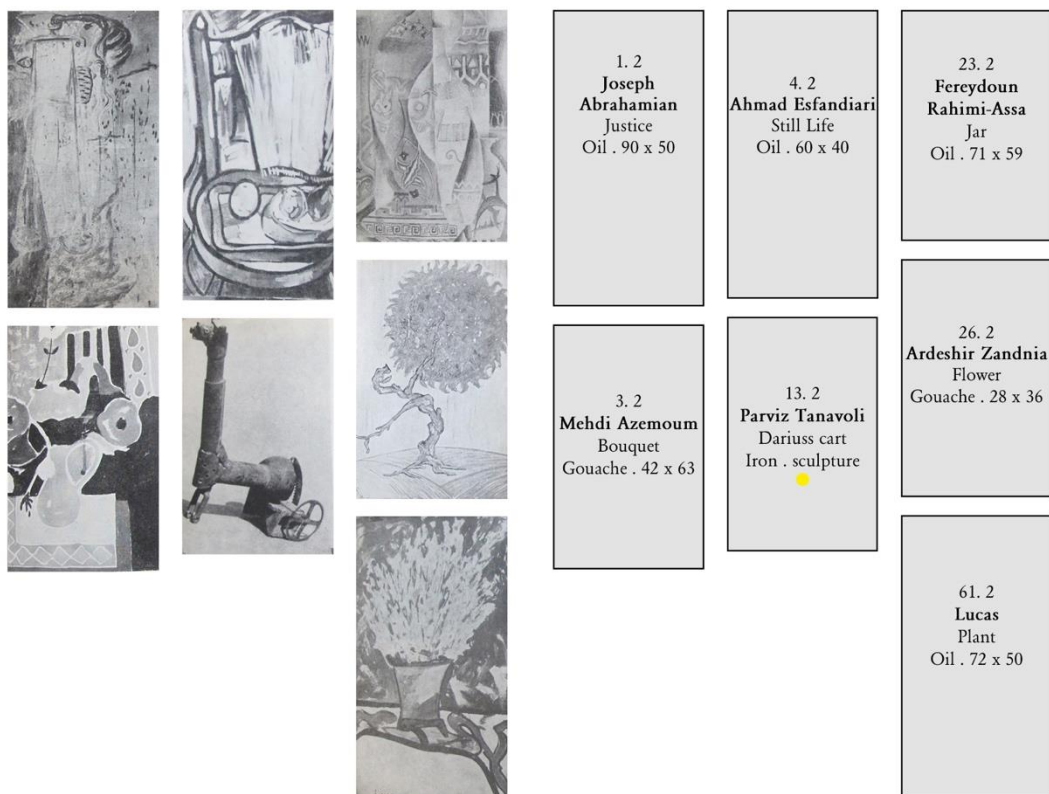 1. 2
Joseph
Abrahamian
Justice
Oil . 90 x 50
4. 2
Ahmad Esfandiari
Still Life
Oil . 60 x 40
23. 2
Fereydoun
Rahimi-Assa
Jar
Oil . 71 x 59
3. 2
Mehdi Azemoum
Bouquet
Gouache . 42 x 63
13. 2
Parviz Tanavoli
Dariuss cart
Iron . sculpture
26. 2
Ardeshir Zandnia
Flower
Gouache . 28 x 36
61. 2
Lucas
Plant
Oil . 72 x 50